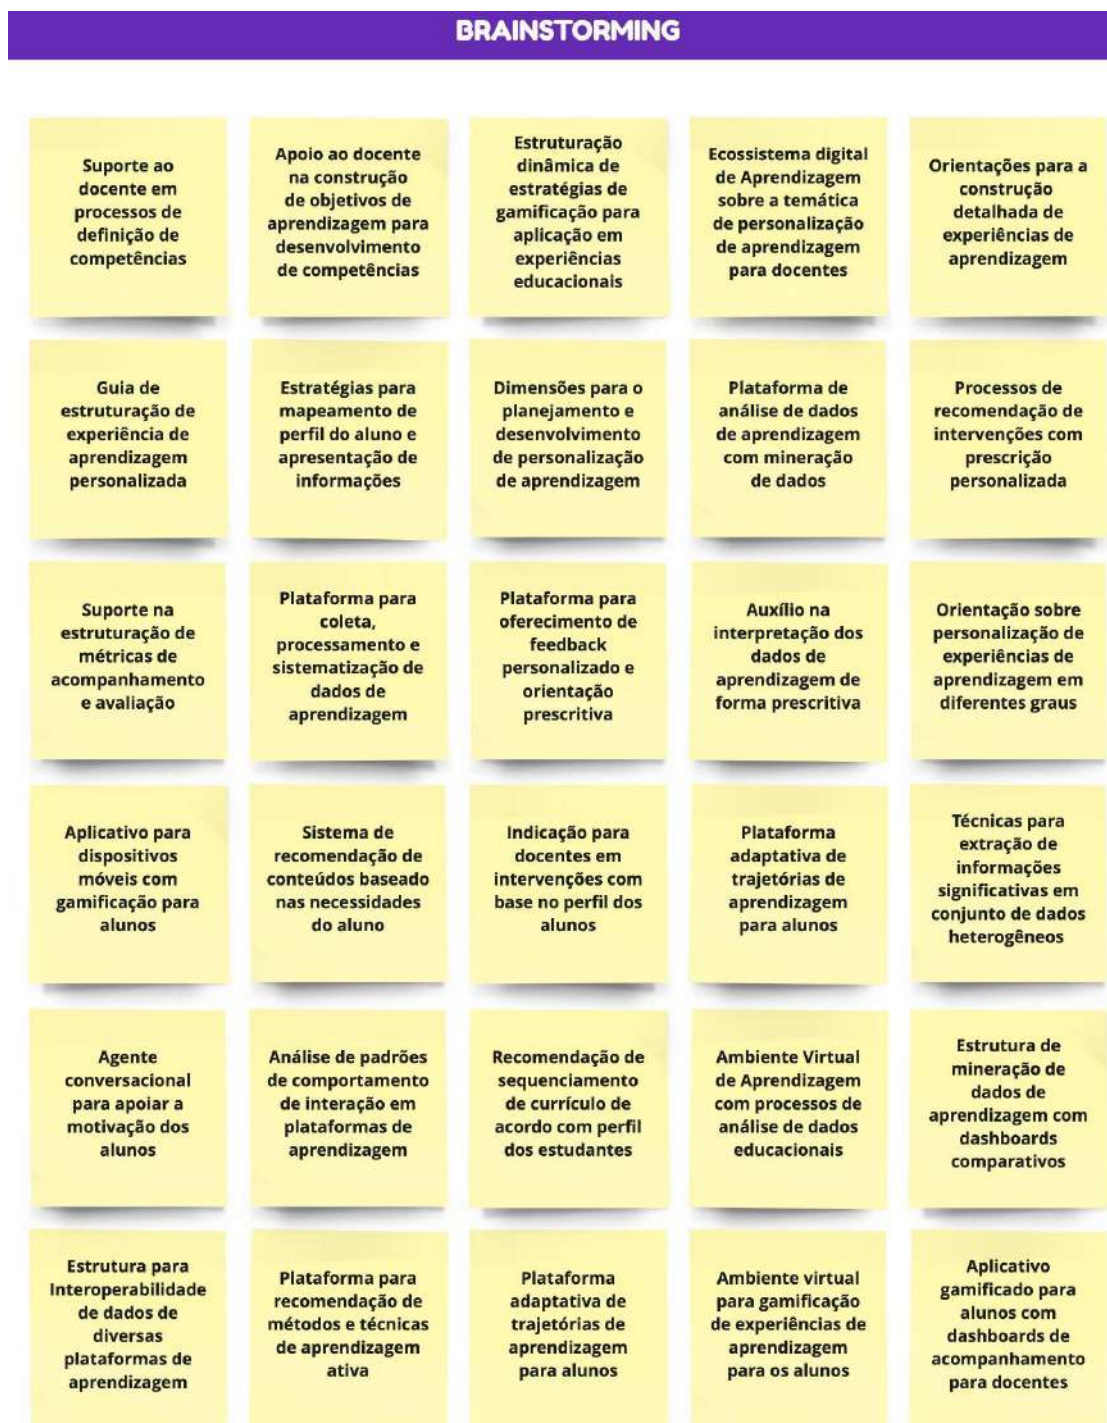 BRAINSTORMING
Suporte ao
docente em
processos de
definição de
competências
Apoio ao docente
na construção
de objetivos de
aprendizagem para
desenvolvimento
de competências
Estruturação
dinâmica de
estratégias de
gamificação para
aplicação em
experiências
educacionais
Ecossistema digital
de Aprendizagem
sobre a temática
de personalização
de aprendizagem
para docentes
Orientações para a
construção
detalhada de
experiências de
aprendizagem
Guia de
estruturação de
experiência de
aprendizagem
personalizada
Estratégias para
mapeamento de
perfil do aluno e
apresentação de
informações
Dimensões para o
planejamento e
desenvolvimento
de personalização
de aprendizagem
Plataforma de
análise de dados
de aprendizagem
com mineração
de dados
Processos de
recomendação de
intervenções com
prescrição
personalizada
Suporte na
estruturação de
métricas de
acompanhamento
e avaliação
Plataforma para
coleta,
processamento e
sistematização de
dados de
aprendizagem
Plataforma para
oferecimento de
feedback
personalizado e
orientação
prescritiva
Auxílio na
interpretação dos
dados de
aprendizagem de
forma prescritiva
Orientação sobre
personalização de
experiências de
aprendizagem em
diferentes graus
Aplicativo para
dispositivos
móveis com
gamificação para
alunos
Sistema de
recomendação de
conteúdos baseado
nas necessidades
do aluno
Indicação para
docentes em
intervenções com
base no perfil dos
alunos
Plataforma
adaptativa de
trajetórias de
aprendizagem
para alunos
Técnicas para
extração de
informações
significativas em
conjunto de dados
heterogêneos
Agente
conversacional
para apoiar a
motivação dos
alunos
Análise de padrões
de comportamento
de interação em
plataformas de
aprendizagem
Recomendação de
sequenciamento
de currículo de
acordo com perfil
dos estudantes
Ambiente Virtual
de Aprendizagem
com processos de
análise de dados
educacionais
Estrutura de
mineração de
dados de
aprendizagem com
dashboards
comparativos
Estrutura para
Interoperabilidade
de dados de
diversas
plataformas de
aprendizagem
Plataforma para
recomendação de
métodos e técnicas
de aprendizagem
ativa
Plataforma
adaptativa de
trajetórias de
aprendizagem
para alunos
Ambiente virtual
para gamificação
de experiências de
aprendizagem
para os alunos
Aplicativo
gamificado para
alunos com
dashboards de
acompanhamento
para docentes